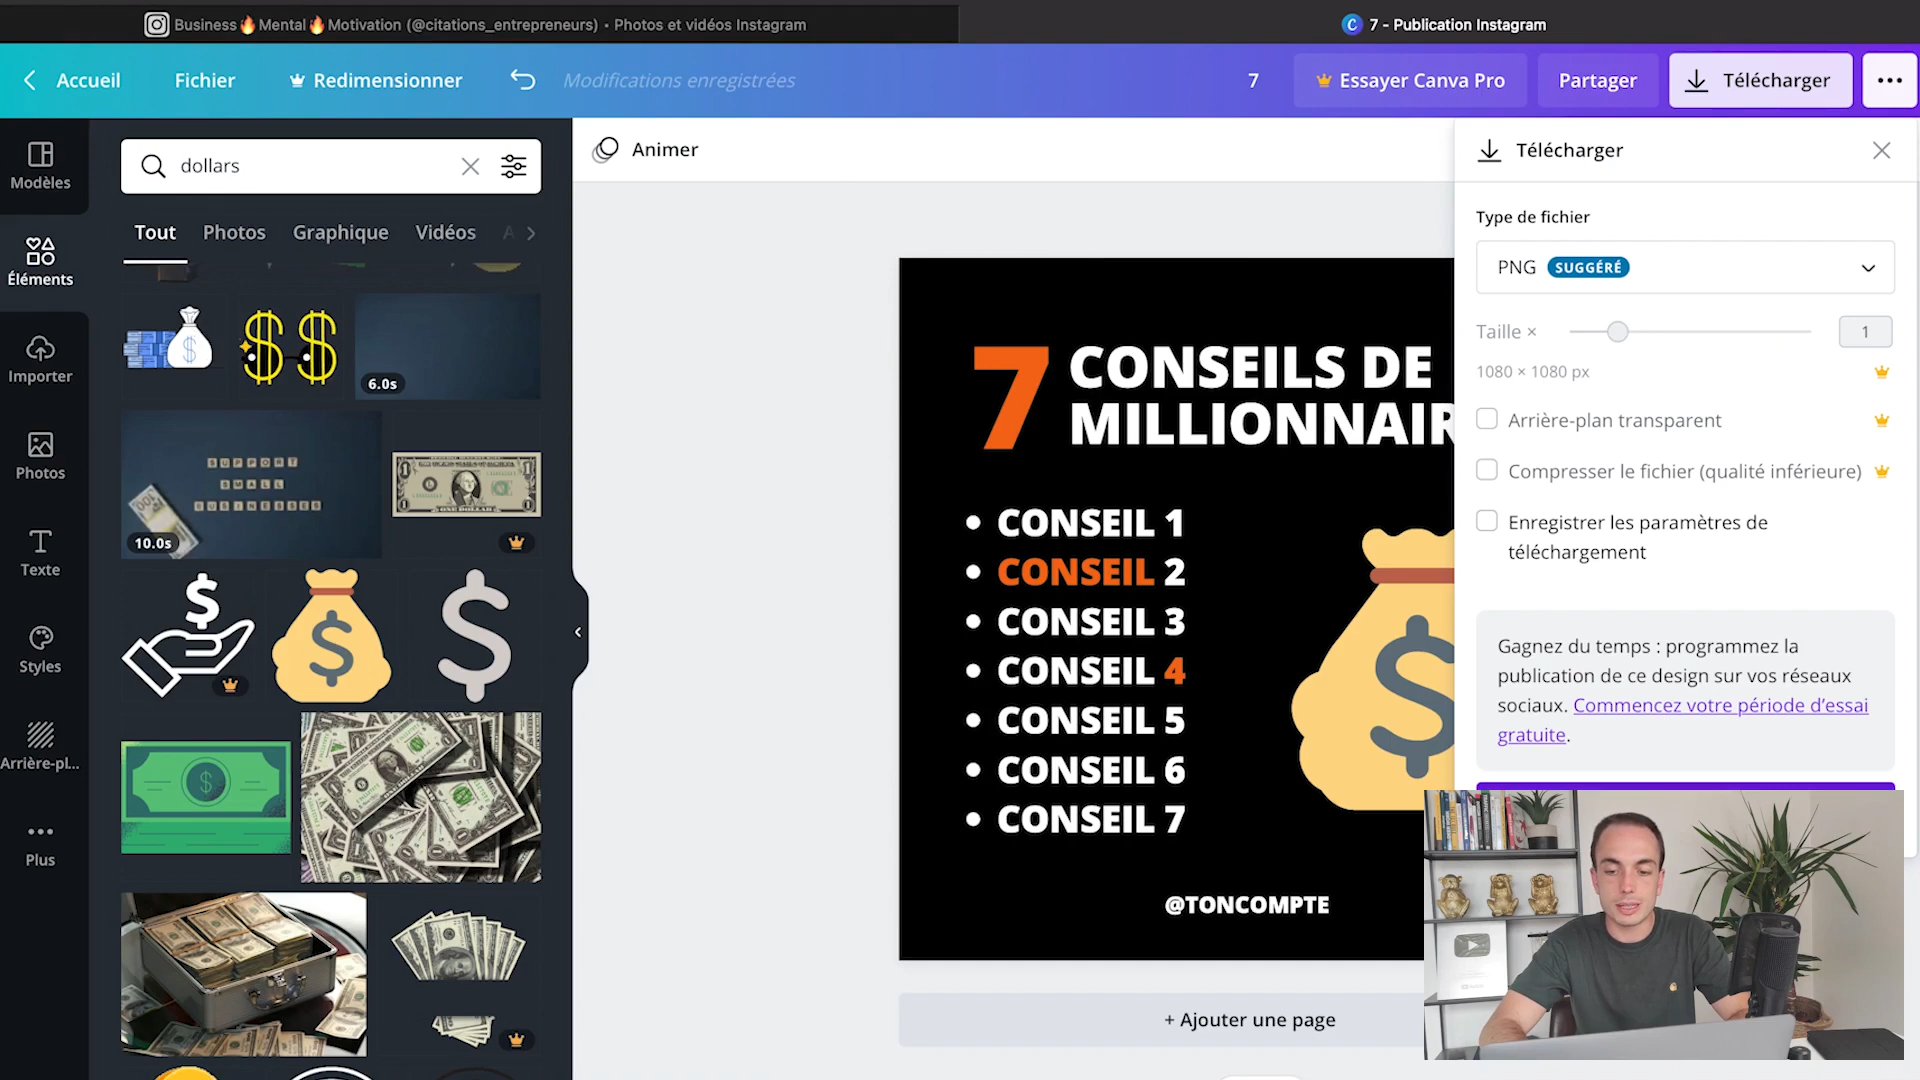 Business🔥Mental🔥Motivation (@citations_entrepreneurs) • Photos et vidéos Instagram
7 - Publication Instagram
Accueil
Fichier
Redimensionner
Modifications enregistrées
7
Essayer Canva Pro
Partager
Télécharger
Modèles
Éléments
Importer
Photos
Texte
Styles
Arrière-pl...
Plus
dollars
Tout
Photos
Graphique
Vidéos
6.0s
SUPPORT
SMALL
BUSINESSES
10.0s
Animer
7 CONSEILS DE
MILLIONNAIR
• CONSEIL 1
• CONSEIL 2
• CONSEIL 3
• CONSEIL 4
• CONSEIL 5
• CONSEIL 6
• CONSEIL 7
@TONCOMPTE
+ Ajouter une page
Télécharger
Type de fichier
PNG SUGGÉRÉ
Taille ×
1
1080 × 1080 px
Arrière-plan transparent
Compresser le fichier (qualité inférieure)
Enregistrer les paramètres de
téléchargement
Gagnez du temps : programmez la
publication de ce design sur vos réseaux
sociaux. Commencez votre période d'essai
gratuite.